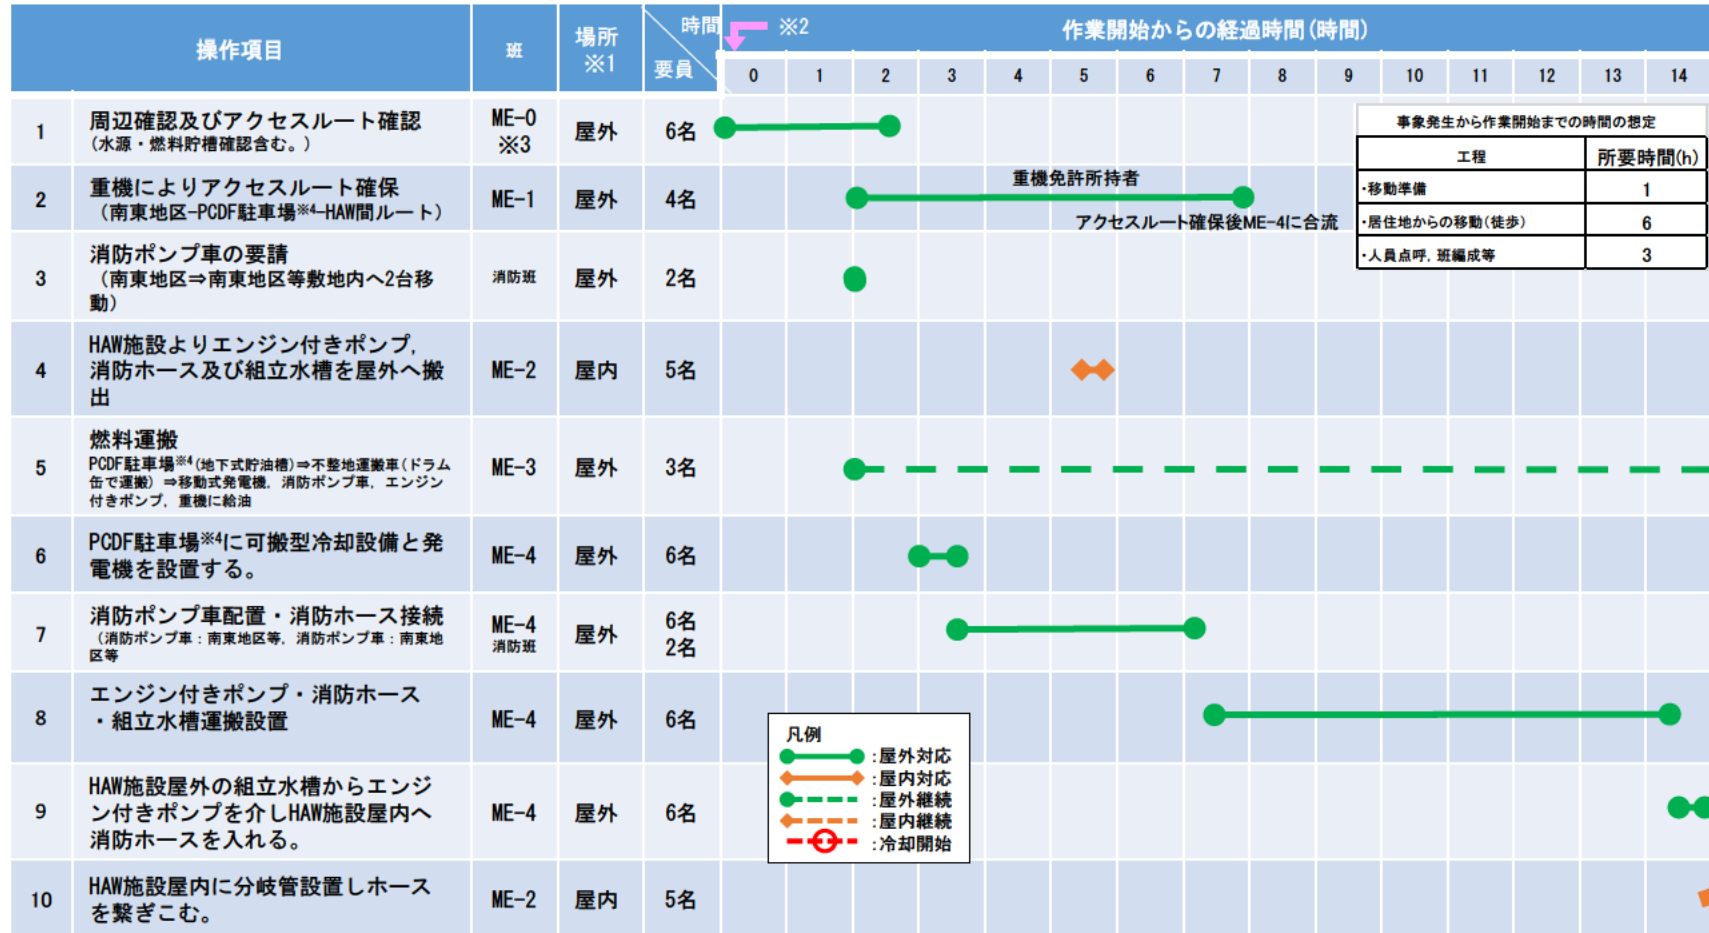 操作項目
班
場所
※1
時間
要員
※2
作業開始からの経過時間(時間)
0 1 2 3 4 5 6 7 8 9 10 11 12 13 14
1
周辺確認及びアクセスルート確認
(水源・燃料貯槽確認含む。)
ME-0
※3
屋外
6名
2
重機によりアクセスルート確保
(南東地区-PCDF駐車場※4-HAW間ルート)
ME-1
屋外
4名
重機免許所持者
アクセスルート確保後ME-4に合流
事象発生から作業開始までの時間の想定
工程
所要時間(h)
・移動準備
1
・居住地からの移動(徒歩)
6
・人員点呼, 班編成等
3
3
消防ポンプ車の要請
(南東地区⇒南東地区等敷地内へ2台移
動)
消防班
屋外
2名
4
HAW施設よりエンジン付きポンプ,
消防ホース及び組立水槽を屋外へ搬
出
ME-2
屋内
5名
5
燃料運搬
PCDF駐車場※4(地下式貯油槽)⇒不整地運搬車(ドラム
缶で運搬) ⇒移動式発電機, 消防ポンプ車, エンジン
付きポンプ, 重機に給油
ME-3
屋外
3名
6
PCDF駐車場※4に可搬型冷却設備と発
電機を設置する。
ME-4
屋外
6名
7
消防ポンプ車配置・消防ホース接続
(消防ポンプ車：南東地区等, 消防ポンプ車：南東地
区等
ME-4
消防班
屋外
6名
2名
8
エンジン付きポンプ・消防ホース
・組立水槽運搬設置
ME-4
屋外
6名
凡例
:屋外対応
:屋内対応
:屋外継続
:屋内継続
:冷却開始
9
HAW施設屋外の組立水槽からエンジ
ン付きポンプを介しHAW施設屋内へ
消防ホースを入れる。
ME-4
屋外
6名
10
HAW施設屋内に分岐管設置しホース
を繋ぎこむ。
ME-2
屋内
5名